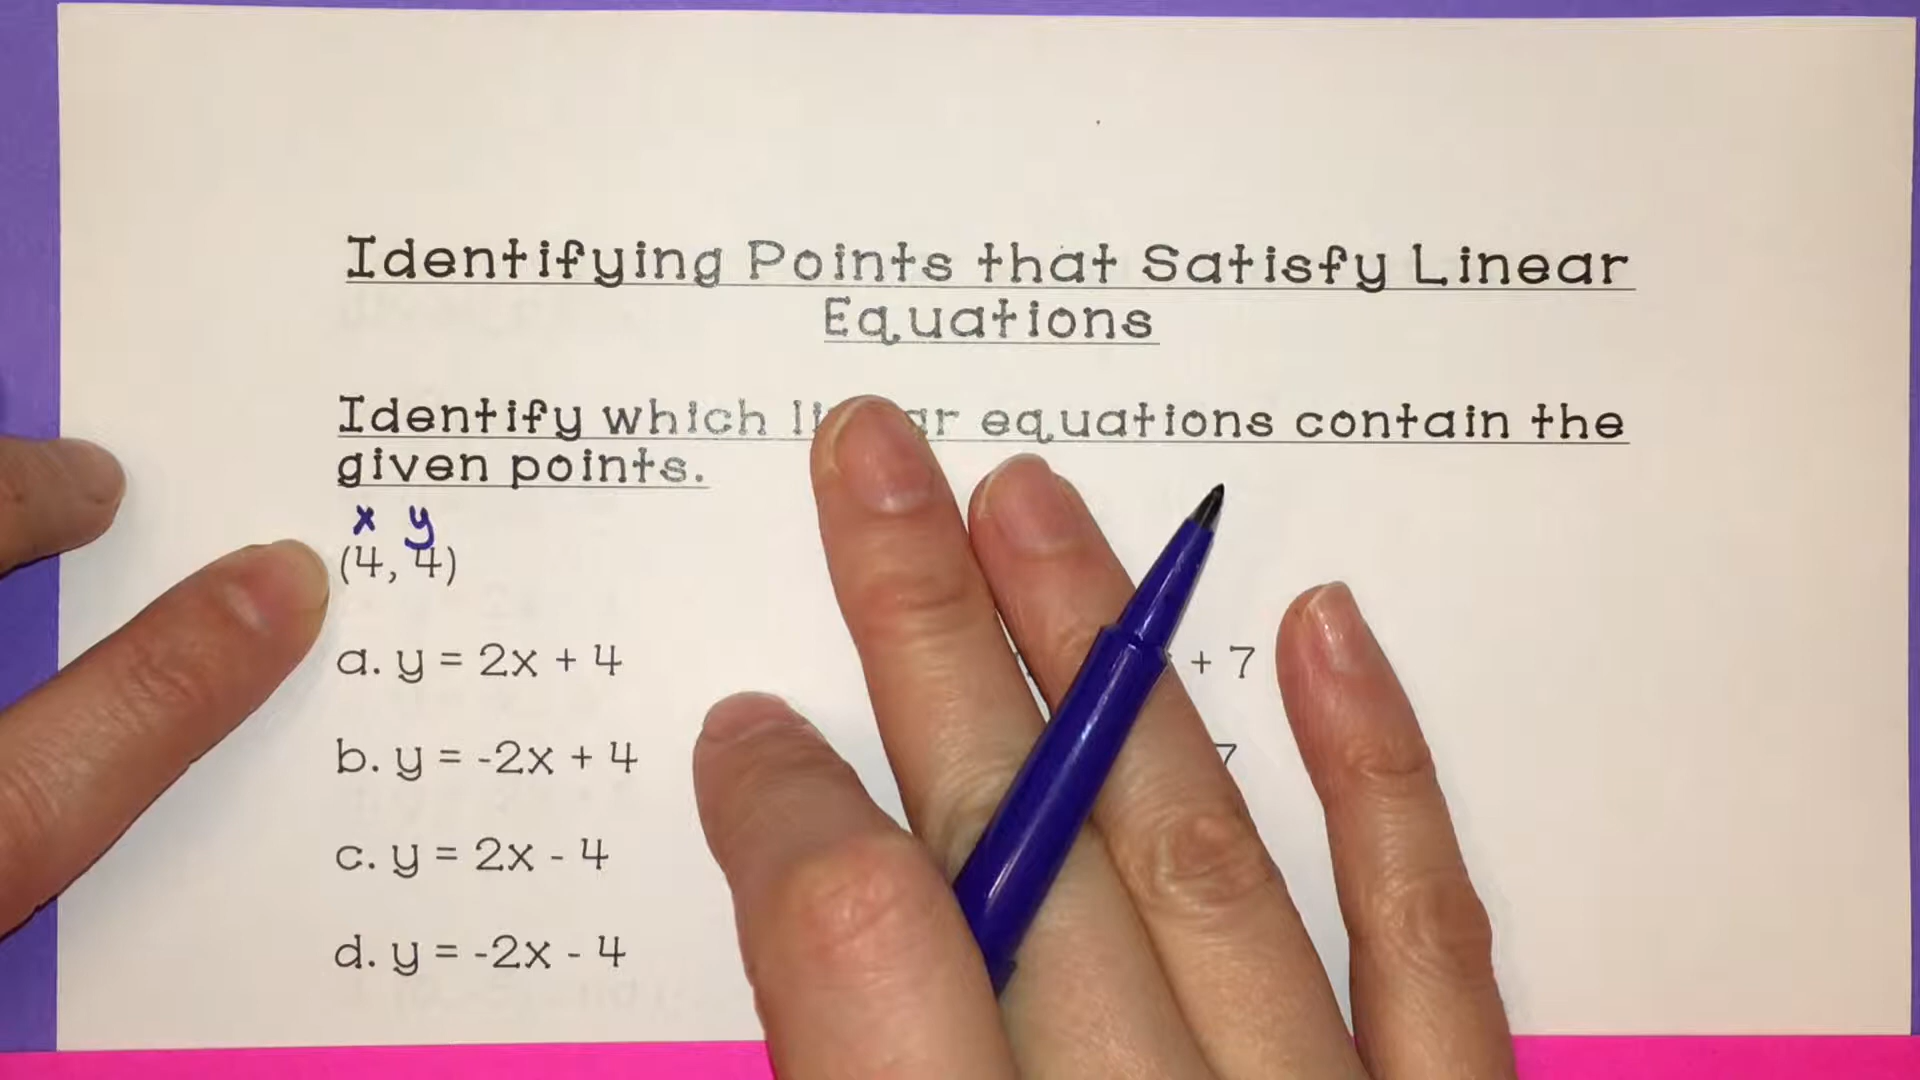 Identifying Points that Satisfy Linear
Equations
Identify which equations contain the
given points.
x y
(4, 4)
a. y = 2x + 4
+ 7
b. y = -2x + 4
7
c. y = 2x - 4
d. y = -2x - 4